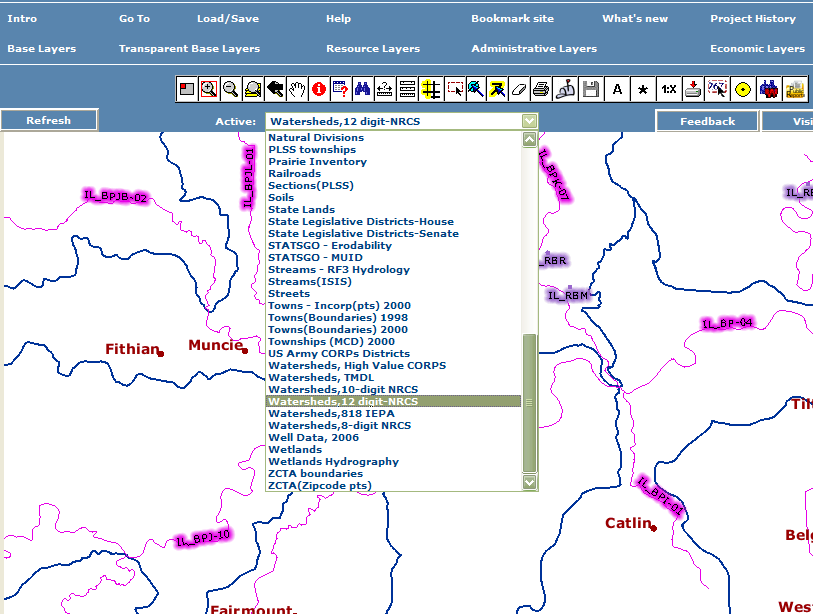 Intro Go To Load/Save Help Bookmark site What's new Project History
Base Layers Transparent Base Layers Resource Layers Administrative Layers Economic Layers
1:X
A
Refresh Active: Watersheds,12 digit-NRCS Feedback Visi
Natural Divisions
PLSS townships
Prairie Inventory
Railroads
Sections(PLSS)
Soils
State Lands
State Legislative Districts-House
State Legislative Districts-Senate
STATSGO - Erodability
STATSGO - MUID
Streams - RF3 Hydrology
Streams(ISIS)
Streets
Towns - Incorp(pts) 2000
Towns(Boundaries) 1998
Towns(Boundaries) 2000
Townships (MCD) 2000
US Army CORPs Districts
Watersheds, High Value CORPS
Watersheds, TMDL
Watersheds,10-digit NRCS
Watersheds,12 digit-NRCS
Watersheds,818 IEPA
Watersheds,8-digit NRCS
Well Data, 2006
Wetlands
Wetlands Hydrography
ZCTA boundaries
ZCTA(Zipcode pts)
IL_BPJB-02
IL_BPJL-01
IL_BPK-07
IL_RB
_RBR
IL_RBM
IL_BP-04
Fithian
Muncie
Til
IL_BPL-01
Catlin
IL_BPJ-10
Belg
Fairmount
West